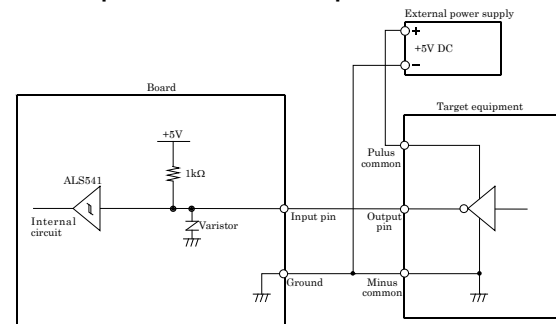 External power supply
+
+5V DC
−
Board
Target equipment
+5V
1kΩ
ALS541
Pulus
common
Internal
circuit
Varistor
Input pin
Output
pin
Ground
Minus
common